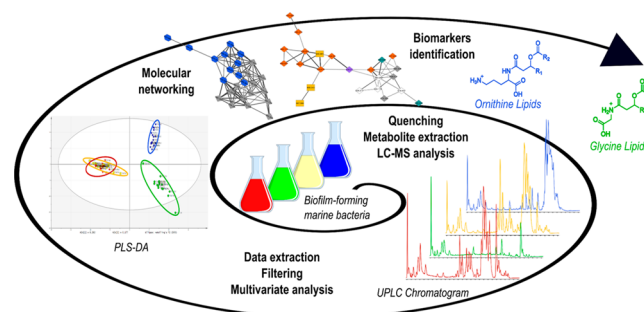 Molecular
networking
Biomarkers
identification
Ornithine Lipids
Glycine Lipids
Quenching
Metabolite extraction
LC-MS analysis
Biofilm-forming
marine bacteria
PLS-DA
Data extraction
Filtering
Multivariate analysis
UPLC Chromatogram